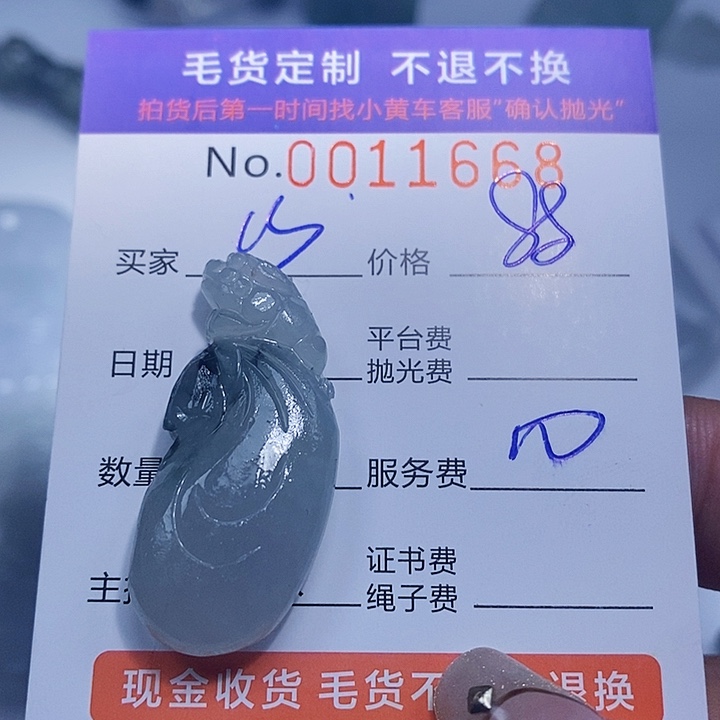 毛货定制 不退不换
拍货后第一时间找小黄车客服"确认抛光"
No.0011668
买家 价格 88
日期 平台费
抛光费
数量 服务费
主 证书费
绳子费
现金收货 毛货不 退换